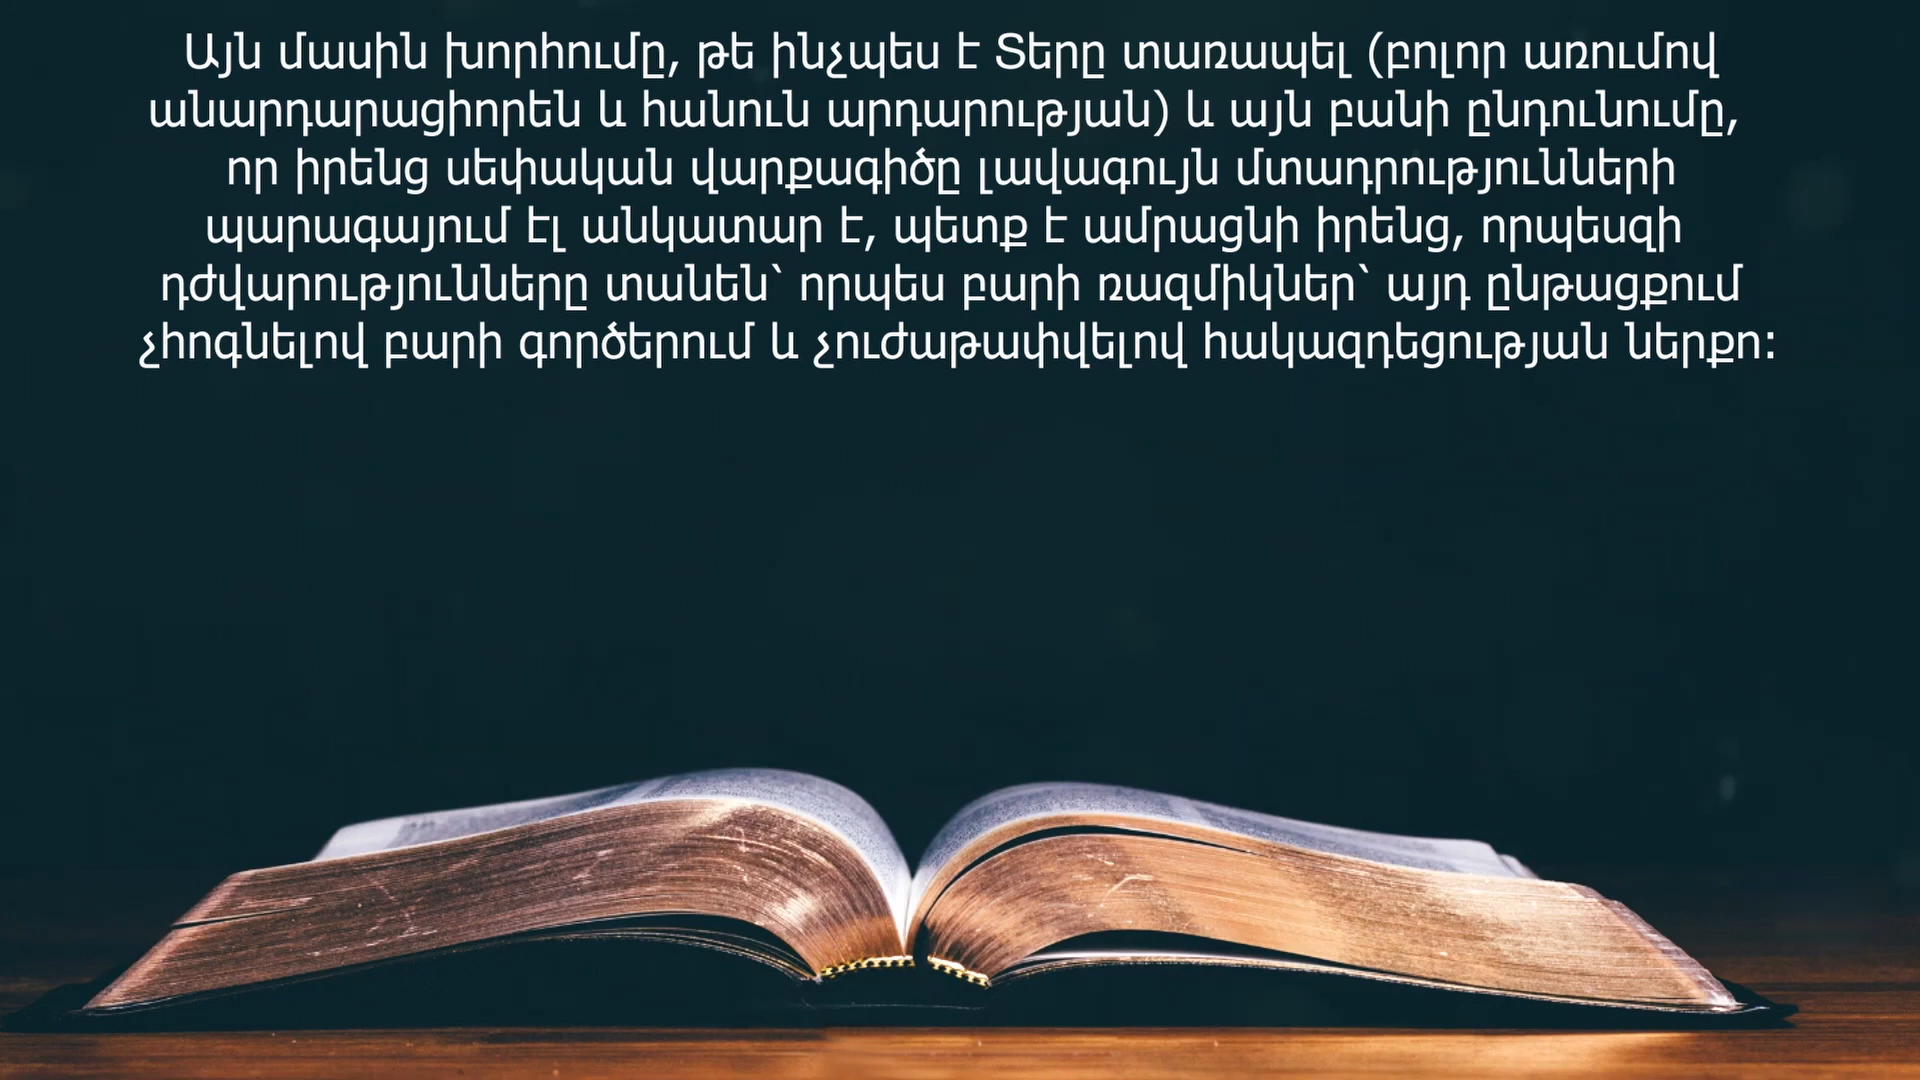 Այն մասին խորհումը, թե ինչպես է Տերը տառապել (բոլոր առումով
անարդարացիորեն և հանուն արդարության) և այն բանի ընդունումը,
որ իրենց սեփական վարքագիծը լավագույն մտադրությունների
պարագայում էլ անկատար է, պետք է ամրացնի իրենց, որպեսզի
դժվարությունները տանեն՝ որպես բարի ռազմիկներ՝ այդ ընթացքում
չհոգնելով բարի գործերում և չուժաթափվելով հակազդեցության ներքո: